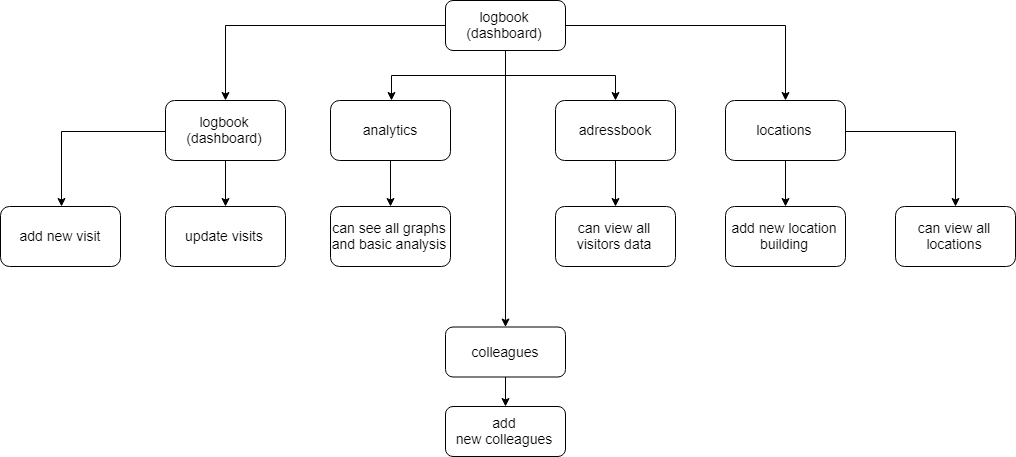 logbook
(dashboard)
logbook
(dashboard)
analytics
adressbook
locations
add new visit
update visits
can see all graphs
and basic analysis
can view all
visitors data
add new location
building
can view all
locations
colleagues
add
new colleagues